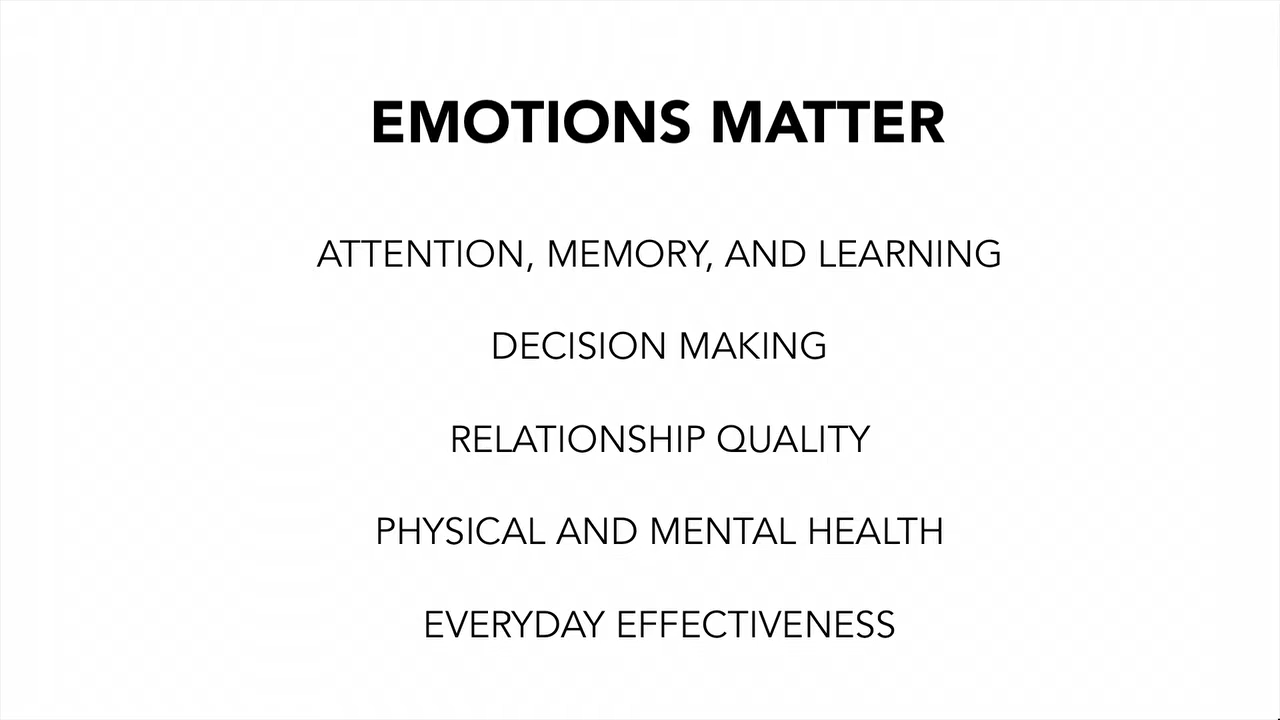 EMOTIONS MATTER
ATTENTION, MEMORY, AND LEARNING
DECISION MAKING
RELATIONSHIP QUALITY
PHYSICAL AND MENTAL HEALTH
EVERYDAY EFFECTIVENESS